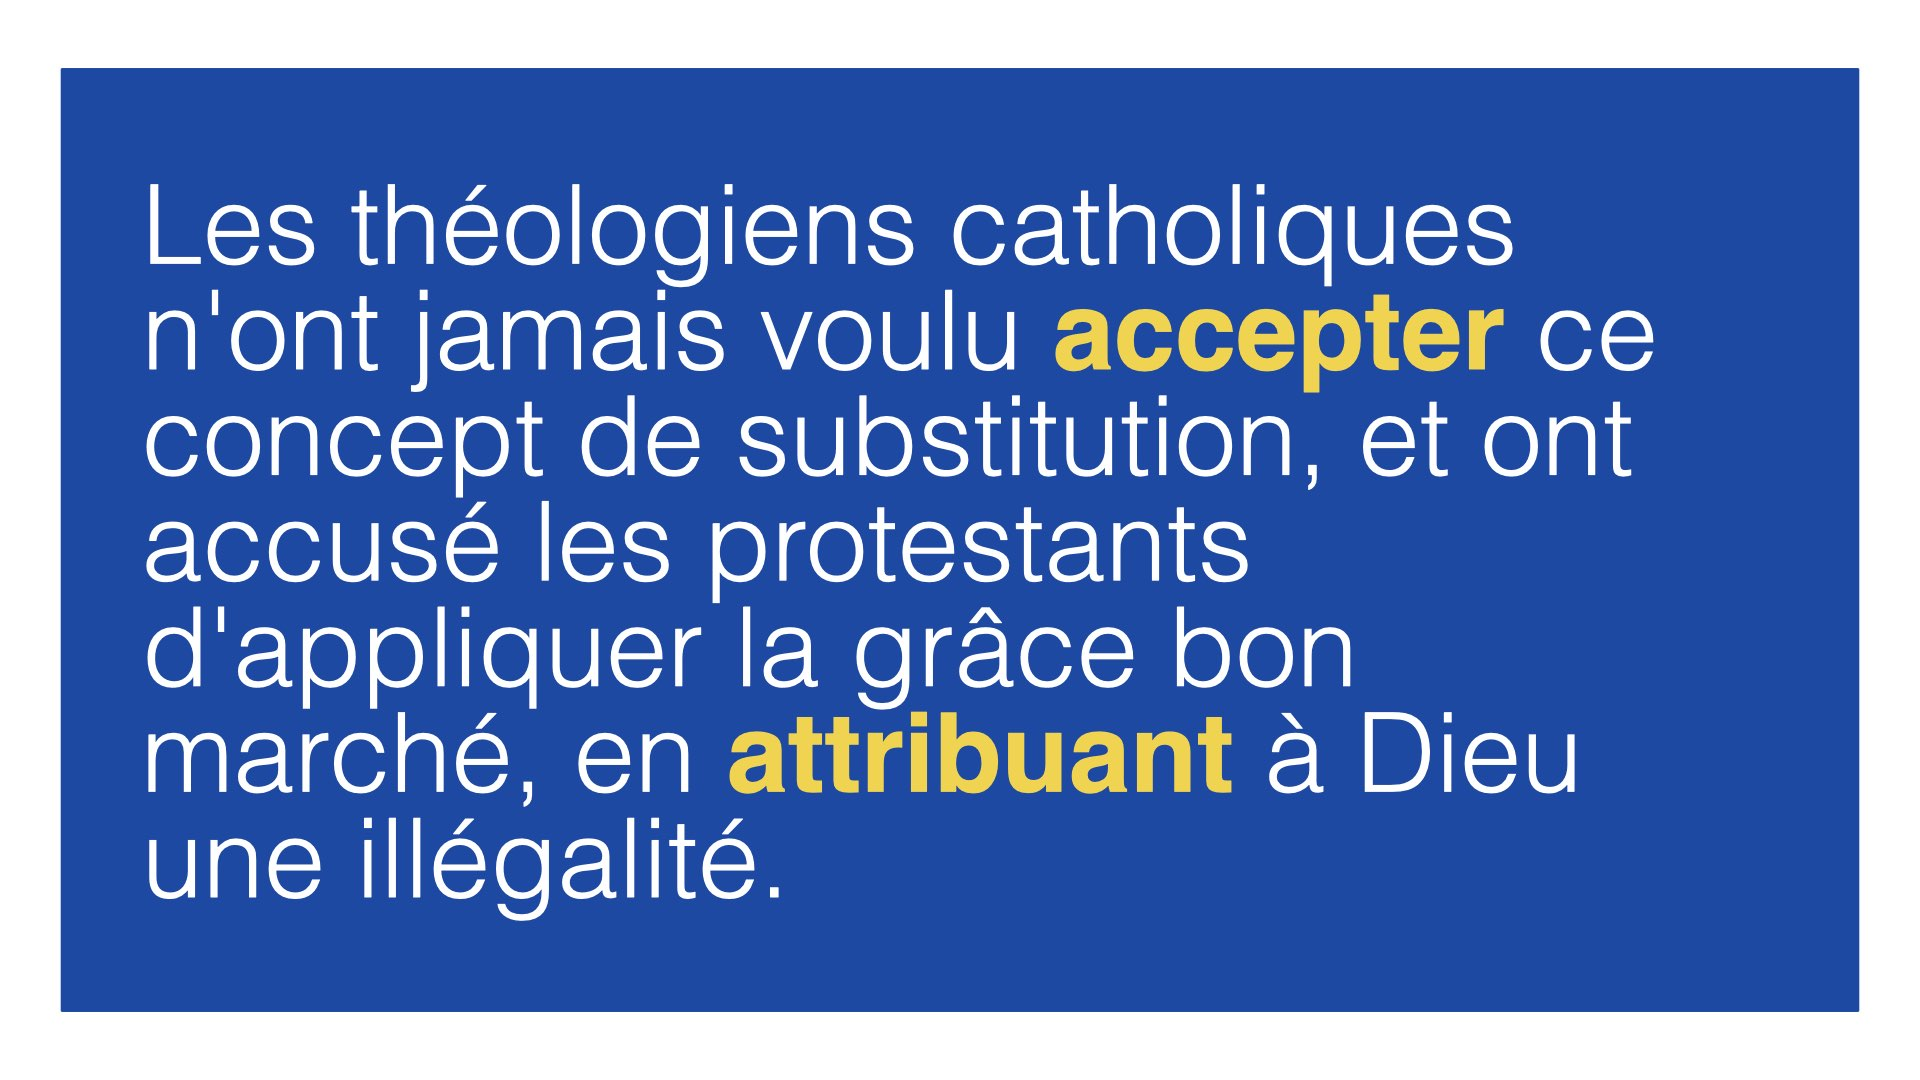 Les théologiens catholiques
n'ont jamais voulu accepter ce
concept de substitution, et ont
accusé les protestants
d'appliquer la grâce bon
marché, en attribuant à Dieu
une illégalité.